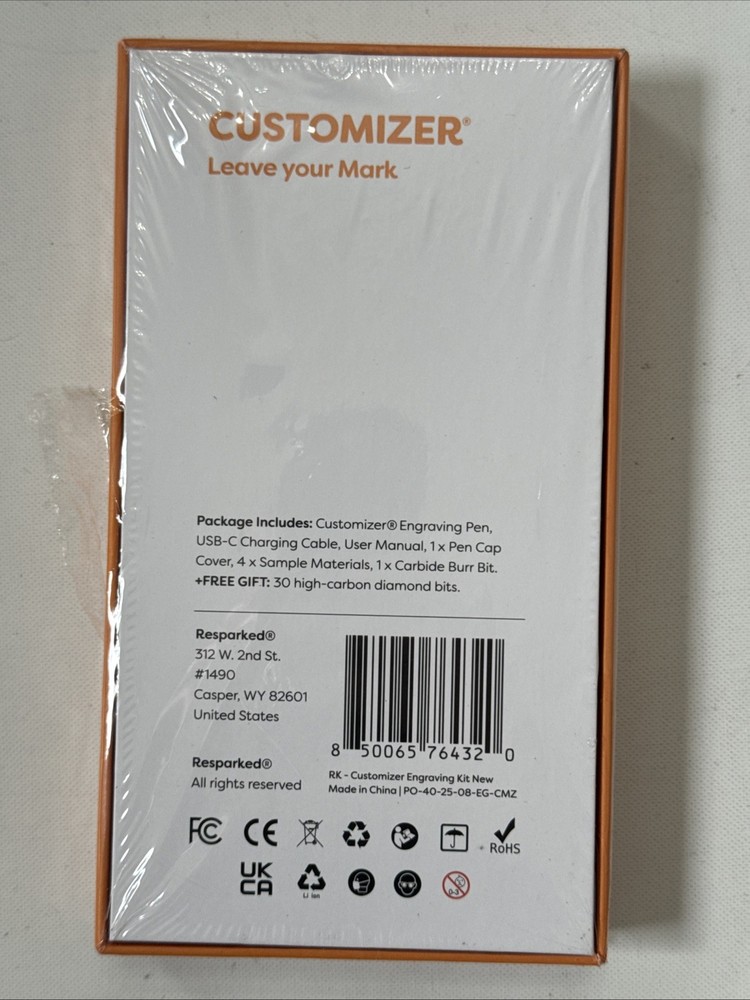 CUSTOMIZER®
Leave your Mark
Package Includes: Customizer® Engraving Pen,
USB-C Charging Cable, User Manual, 1 x Pen Cap
Cover, 4 x Sample Materials, 1 x Carbide Burr Bit.
+FREE GIFT: 30 high-carbon diamond bits.
Resparked®
312 W. 2nd St.
#1490
Casper, WY 82601
United States
8 50065 76432 0
Resparked®
All rights reserved
RK - Customizer Engraving Kit New
Made in China | PO-40-25-08-EG-CMZ
FC CE RoHS
UK
CA
Li Ion
0-3